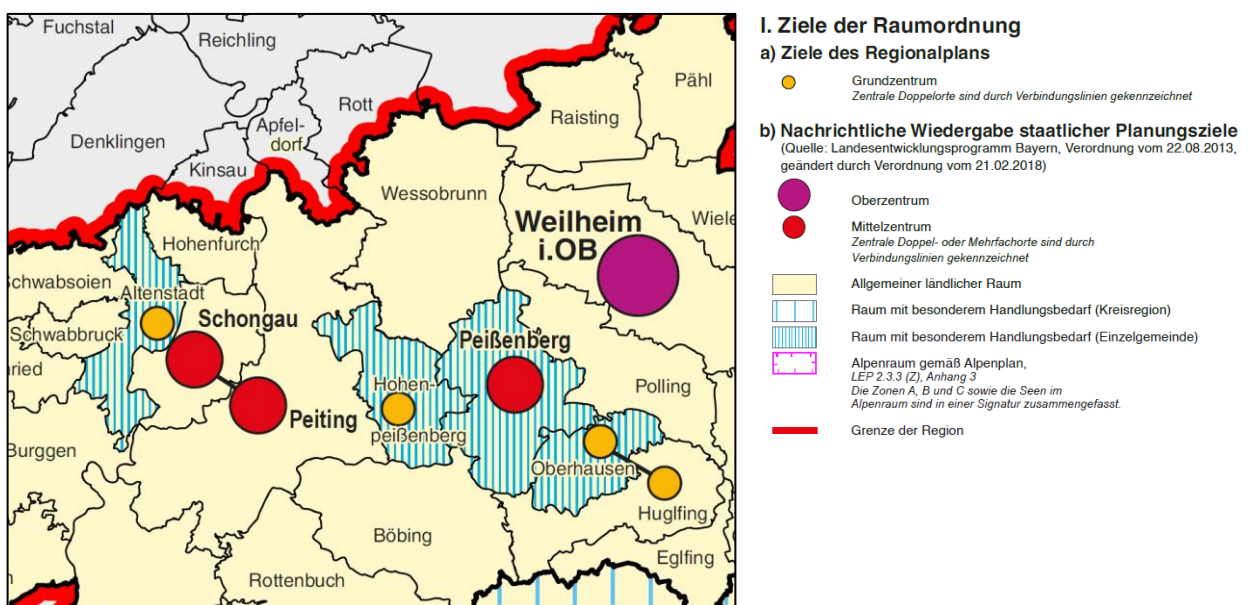 Fuchstal
Reichling
Pähl
Rott
Raisting
Denklingen
Apfel-
dorf
Kinsau
Wessobrunn
Weilheim
i.OB
Wiele
Hohenfurch
chwabsoien
Altenstadt
Schongau
Schwabbruck
Peißenberg
ried
Hohen-
Polling
Peiting
peißenberg
Burggen
Oberhausen
Huglfing
Böbing
Eglfing
Rottenbuch
I. Ziele der Raumordnung
a) Ziele des Regionalplans
Grundzentrum
Zentrale Doppelorte sind durch Verbindungslinien gekennzeichnet
b) Nachrichtliche Wiedergabe staatlicher Planungsziele
(Quelle: Landesentwicklungsprogramm Bayern, Verordnung vom 22.08.2013,
geändert durch Verordnung vom 21.02.2018)
Oberzentrum
Mittelzentrum
Zentrale Doppel- oder Mehrfachorte sind durch
Verbindungslinien gekennzeichnet
Allgemeiner ländlicher Raum
Raum mit besonderem Handlungsbedarf (Kreisregion)
Raum mit besonderem Handlungsbedarf (Einzelgemeinde)
Alpenraum gemäß Alpenplan,
LEP 2.3.3 (Z), Anhang 3
Die Zonen A, B und C sowie die Seen im
Alpenraum sind in einer Signatur zusammengefasst.
Grenze der Region